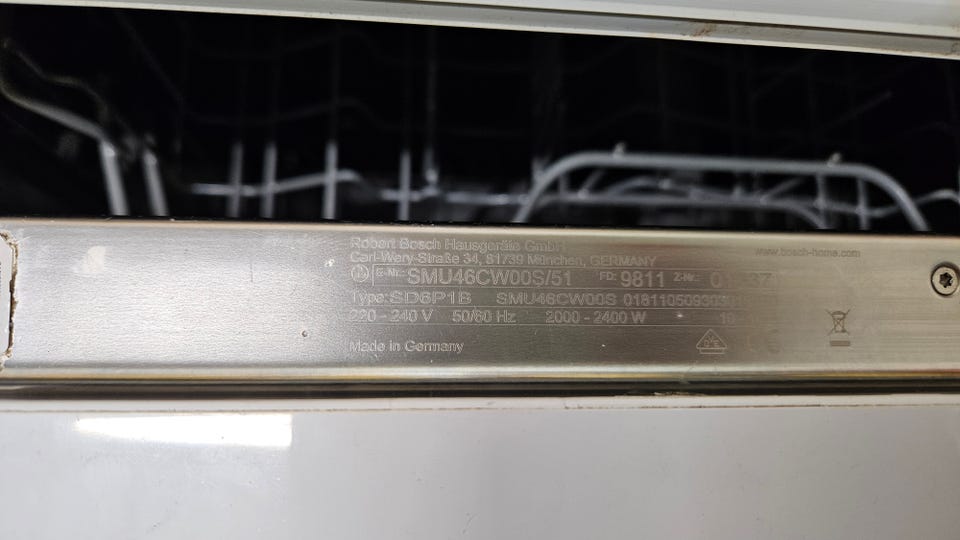 Robert Bosch Hausgeräte GmbH
Carl-Wery-Straße 34, 81739 München, GERMANY
www.bosch-home.com
E-Nr.: SMU46CW00S/51 FD: 9811 Z-Nr.:
Type: SD6P1B SMU46CW00S
220 - 240 V 50/60 Hz 2000 - 2400 W
Made in Germany